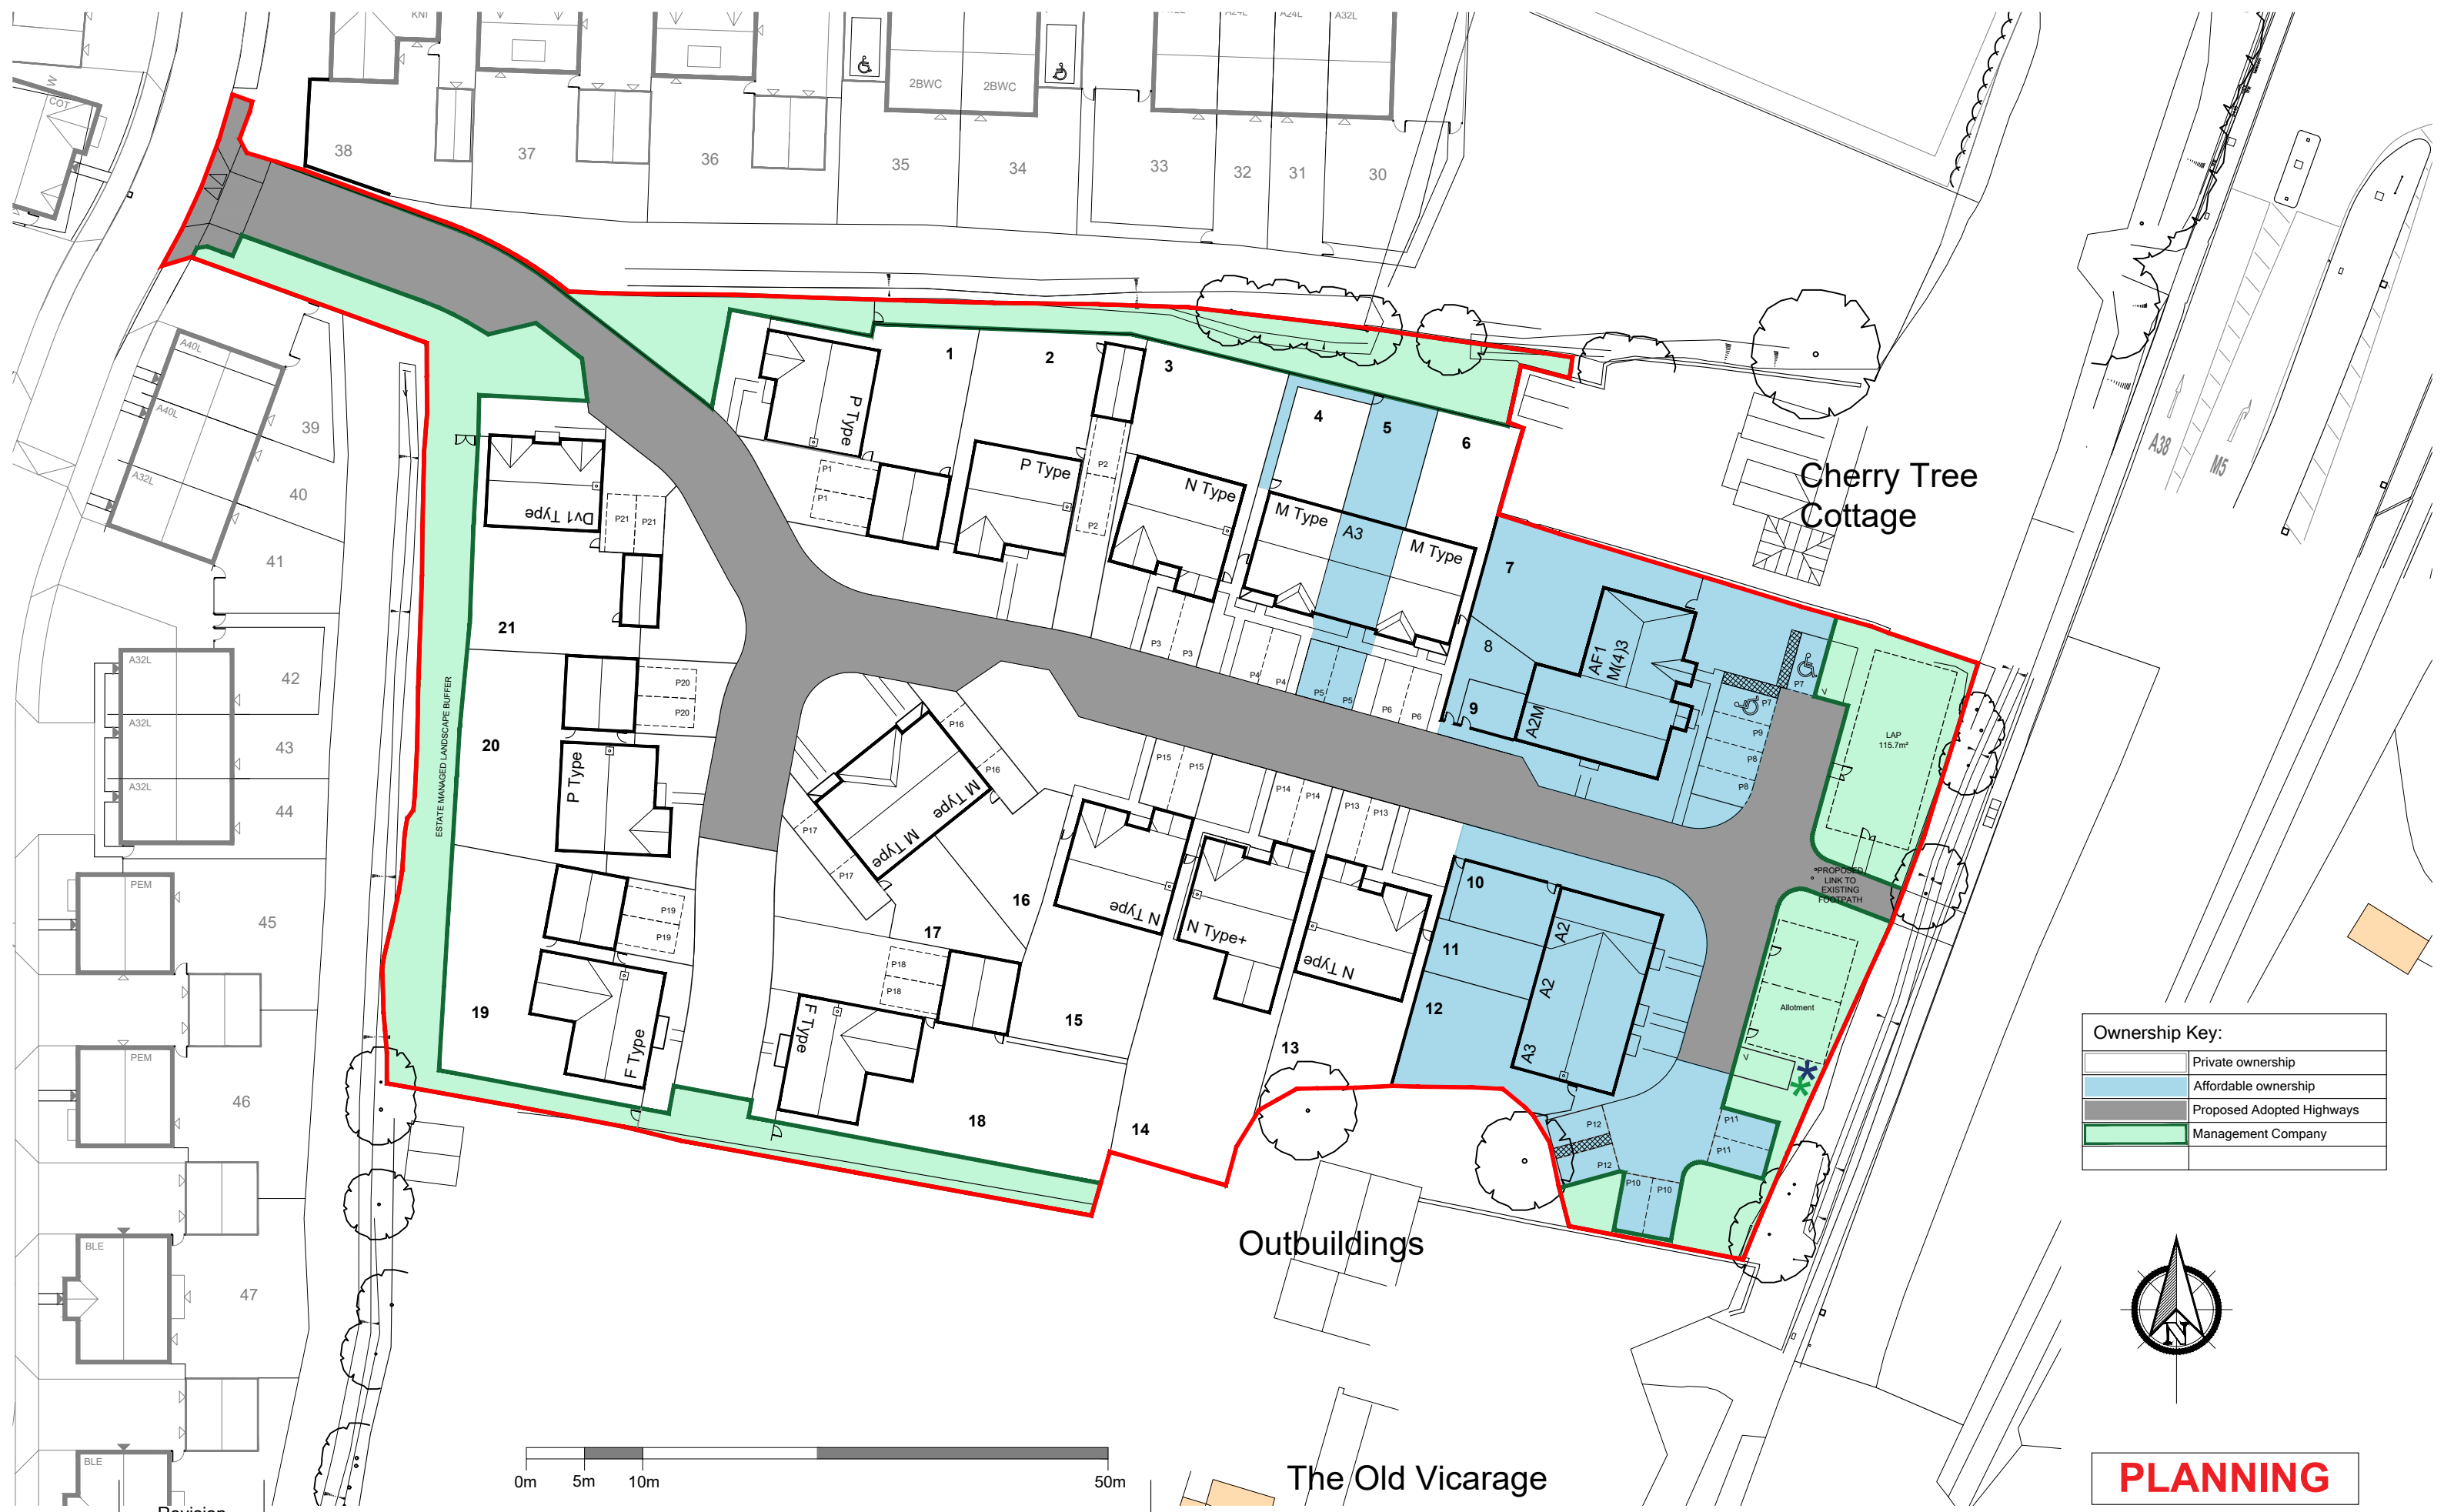 KNI
A24L
A24L
A32L
COT
2BWC
2BWC
38
37
36
35
34
33
32
31
30
A40L
A40L
A32L
39
40
41
A32L
42
A32L
43
A32L
44
PEM
45
PEM
46
BLE
47
BLE
1
2
3
4
5
6
7
8
9
10
11
12
13
14
15
16
17
18
19
20
21
P Type
P1
P1
P Type
P2
P2
N Type
P3
P3
M Type
A3
M Type
P4
P4
P5
P5
P6
P6
AF1
M(4)3
A2M
P7
P7
P9
P8
P8
V
LAP
115.7m²
Dv1 Type
P21
P21
P20
P20
P Type
P19
P19
F Type
ESTATE MANAGED LANDSCAPE BUFFER
P16
P16
M Type
M Type
P17
P17
P18
P18
F Type
P15
P15
P14
P14
P13
P13
N Type
N Type+
N Type
A2
A2
A3
P12
P12
P10
P10
P11
P11
PROPOSED
LINK TO
EXISTING
FOOTPATH
Allotment
V
Cherry Tree
Cottage
A38
M5
Outbuildings
The Old Vicarage
Ownership Key:
Private ownership
Affordable ownership
Proposed Adopted Highways
Management Company
N
0m
5m
10m
50m
PLANNING
Revision